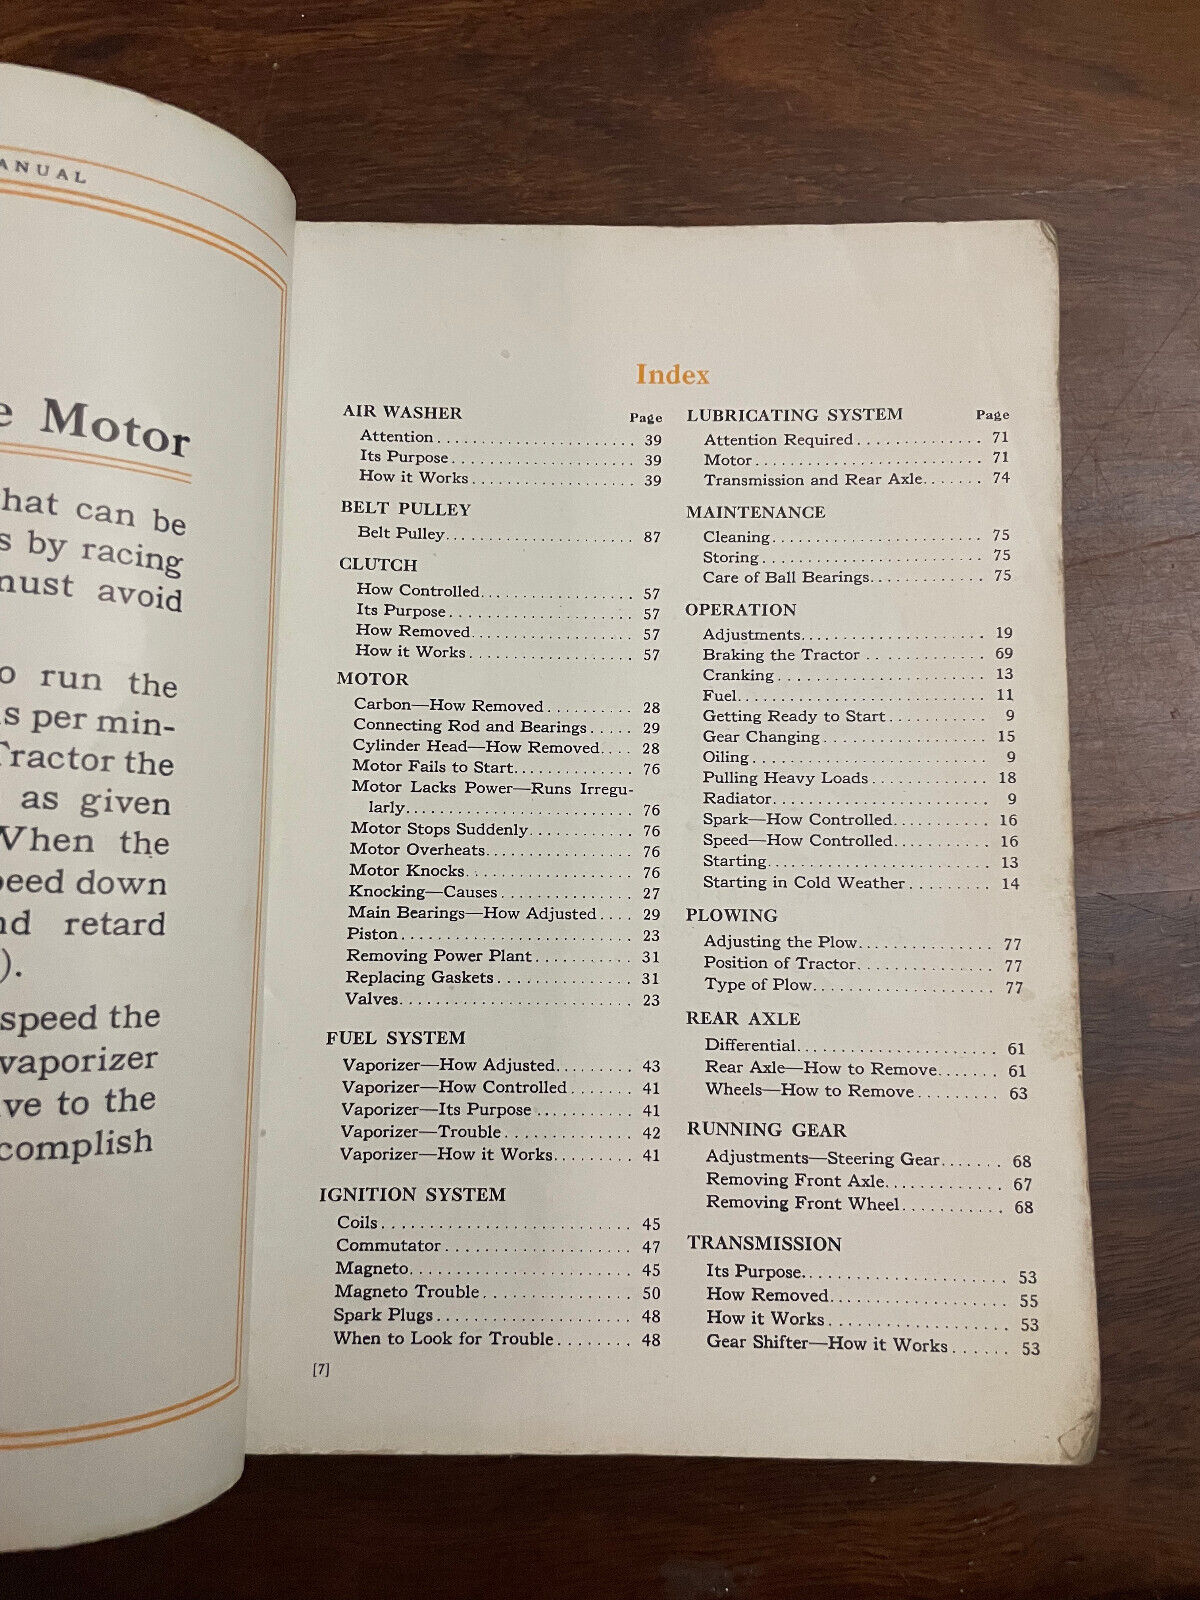 ANUAL
Motor
hat can be
s by racing
must avoid
o run the
s per min-
Tractor the
as given
When the
eed down
nd retard
).
speed the
vaporizer
ve to the
complish
Index
AIR WASHER Page
Attention 39
Its Purpose 39
How it Works 39
BELT PULLEY
Belt Pulley 87
CLUTCH
How Controlled 57
Its Purpose 57
How Removed 57
How it Works 57
MOTOR
Carbon—How Removed 28
Connecting Rod and Bearings 29
Cylinder Head—How Removed 28
Motor Fails to Start 76
Motor Lacks Power—Runs Irregu-
larly 76
Motor Stops Suddenly 76
Motor Overheats 76
Motor Knocks 76
Knocking—Causes 27
Main Bearings—How Adjusted 29
Piston 23
Removing Power Plant 31
Replacing Gaskets 31
Valves 23
FUEL SYSTEM
Vaporizer—How Adjusted 43
Vaporizer—How Controlled 41
Vaporizer—Its Purpose 41
Vaporizer—Trouble 42
Vaporizer—How it Works 41
IGNITION SYSTEM
Coils 45
Commutator 47
Magneto 45
Magneto Trouble 50
Spark Plugs 48
When to Look for Trouble 48
[7]
LUBRICATING SYSTEM Page
Attention Required 71
Motor 71
Transmission and Rear Axle 74
MAINTENANCE
Cleaning 75
Storing 75
Care of Ball Bearings 75
OPERATION
Adjustments 19
Braking the Tractor 69
Cranking 13
Fuel 11
Getting Ready to Start 9
Gear Changing 15
Oiling 9
Pulling Heavy Loads 18
Radiator 9
Spark—How Controlled 16
Speed—How Controlled 16
Starting 13
Starting in Cold Weather 14
PLOWING
Adjusting the Plow 77
Position of Tractor 77
Type of Plow 77
REAR AXLE
Differential 61
Rear Axle—How to Remove 61
Wheels—How to Remove 63
RUNNING GEAR
Adjustments—Steering Gear 68
Removing Front Axle 67
Removing Front Wheel 68
TRANSMISSION
Its Purpose 53
How Removed 55
How it Works 53
Gear Shifter—How it Works 53